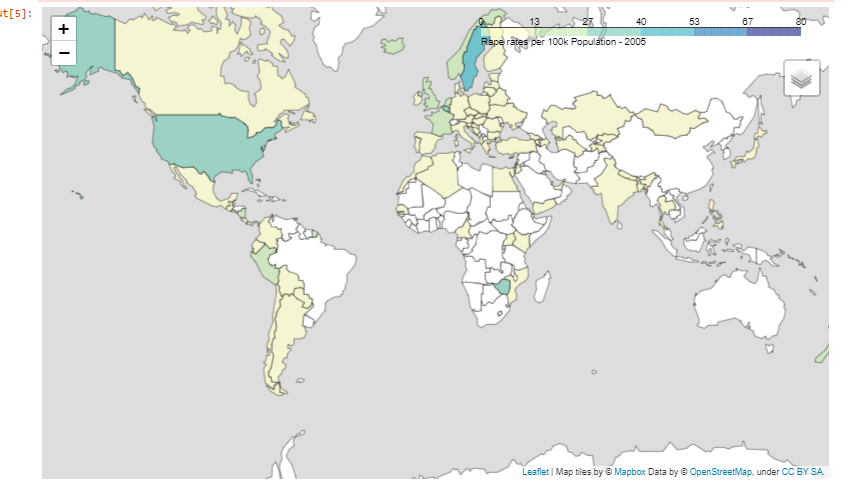 ut[5]:
+
−
0 13 27 40 53 67 80
Rape rates per 100k Population - 2005
Leaflet | Map tiles by © Mapbox Data by © OpenStreetMap, under CC BY SA.